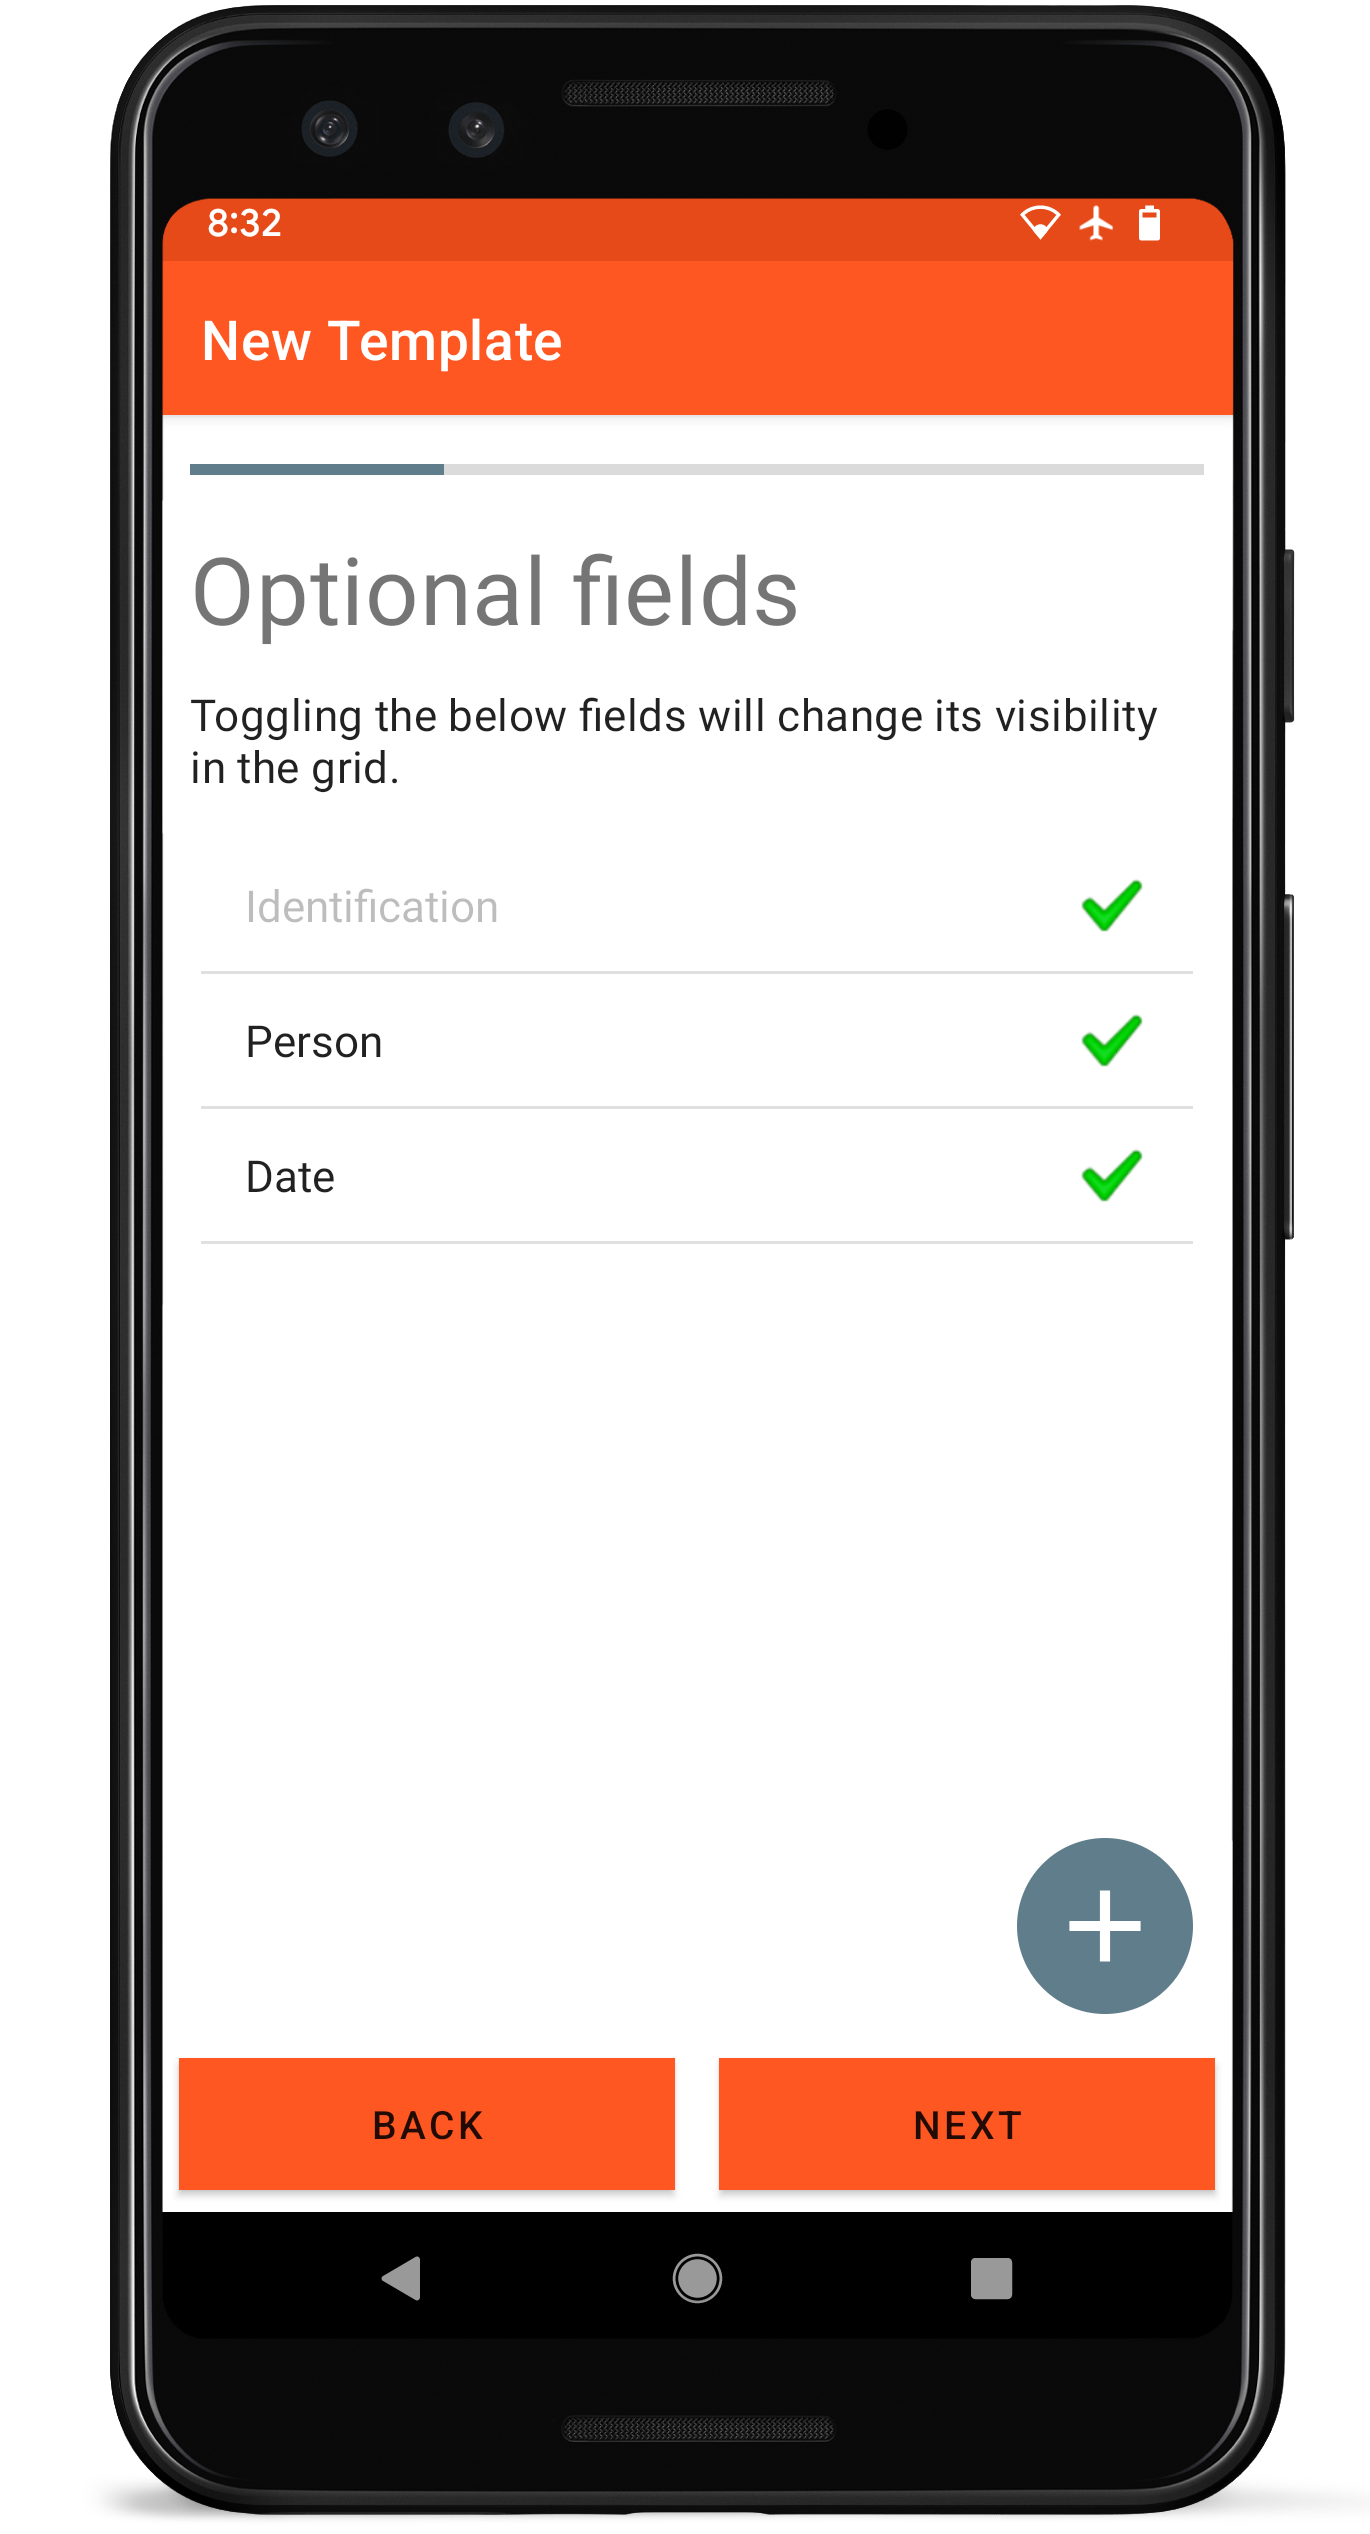 8:32
New Template
Optional fields
Toggling the below fields will change its visibility
in the grid.
Identification
Person
Date
BACK
NEXT